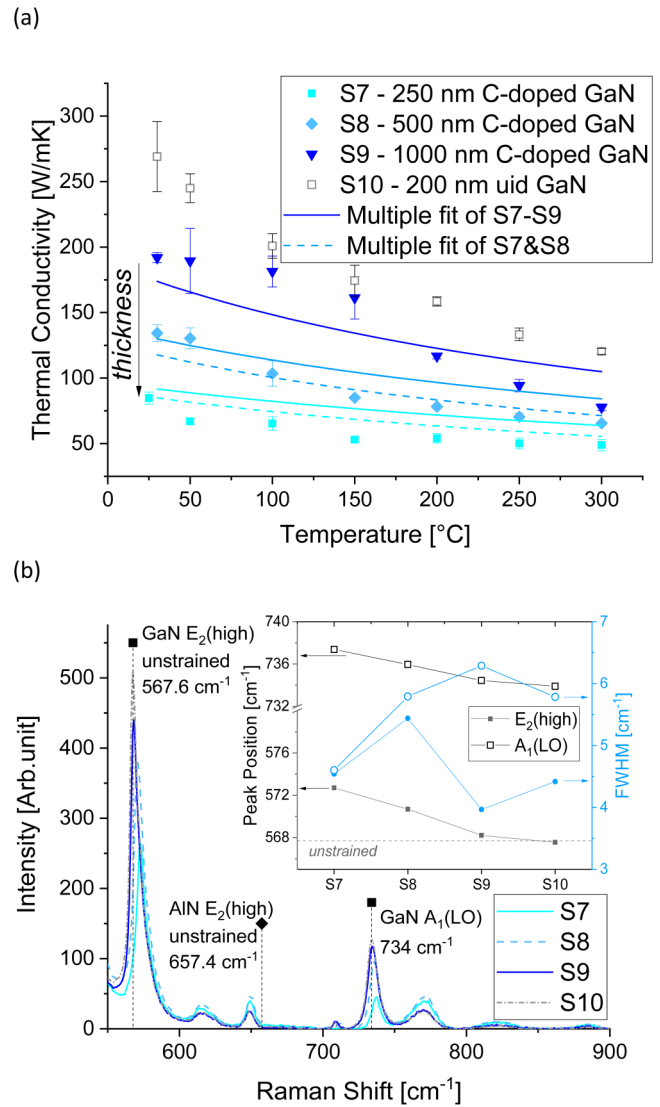 (a)
S7 - 250 nm C-doped GaN
S8 - 500 nm C-doped GaN
S9 - 1000 nm C-doped GaN
S10 - 200 nm uid GaN
Multiple fit of S7-S9
Multiple fit of S7&S8
Thermal Conductivity [W/mK]
300
250
200
150
100
50
thickness
0 50 100 150 200 250 300
Temperature [°C]
(b)
GaN E₂(high)
unstrained
567.6 cm⁻¹
AlN E₂(high)
unstrained
657.4 cm⁻¹
GaN A₁(LO)
734 cm⁻¹
Intensity [Arb.unit]
600
500
400
300
200
100
0
600 700 800 900
Raman Shift [cm⁻¹]
Peak Position [cm⁻¹]
740
736
732
576
572
568
E₂(high)
A₁(LO)
unstrained
7
6
5
4
3
FWHM [cm⁻¹]
S7 S8 S9 S10
S7
S8
S9
S10